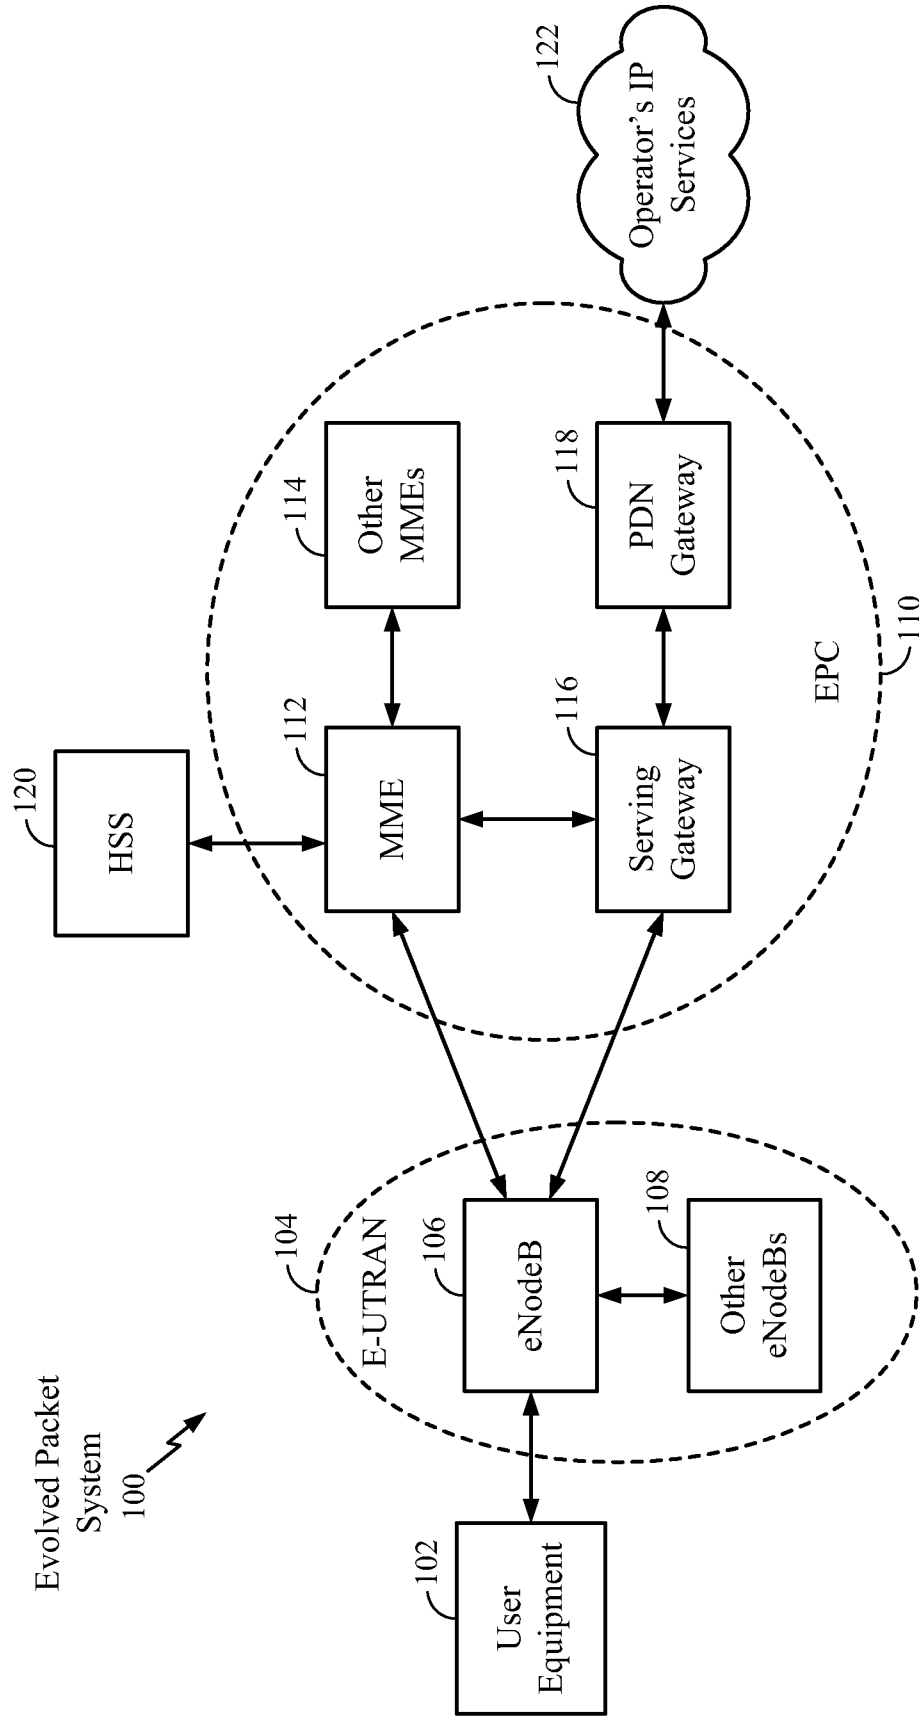 Evolved Packet
System
100
120
HSS
104
E-UTRAN
106
eNodeB
108
Other
eNodeBs
102
User
Equipment
112
MME
114
Other
MMEs
116
Serving
Gateway
118
PDN
Gateway
EPC
110
122
Operator's IP
Services